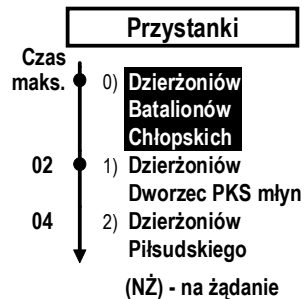 Przystanki
Czas
maks. 0) Dzierżoniów
Batalionów
Chłopskich
02 1) Dzierżoniów
Dworzec PKS młyn
04 2) Dzierżoniów
Piłsudskiego
(NŻ) - na żądanie